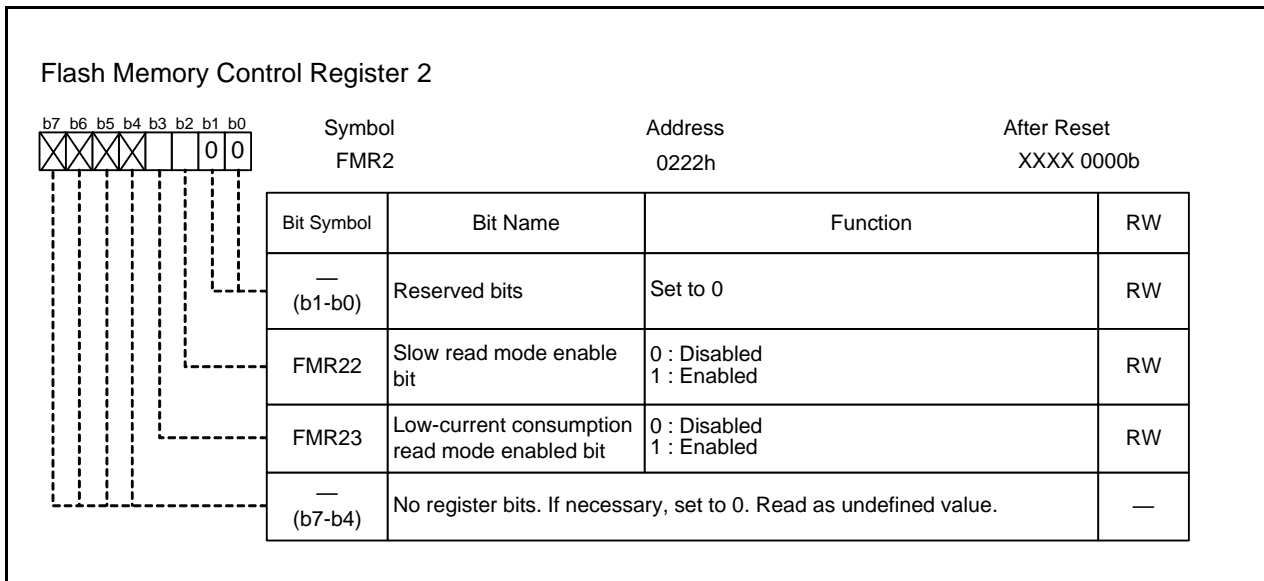 Flash Memory Control Register 2
b7 b6 b5 b4 b3 b2 b1 b0
0 0
Symbol Address After Reset
FMR2 0222h XXXX 0000b
Bit Symbol Bit Name Function RW
—
(b1-b0) Reserved bits Set to 0 RW
FMR22 Slow read mode enable
bit 0 : Disabled
1 : Enabled RW
FMR23 Low-current consumption
read mode enabled bit 0 : Disabled
1 : Enabled RW
—
(b7-b4) No register bits. If necessary, set to 0. Read as undefined value. —